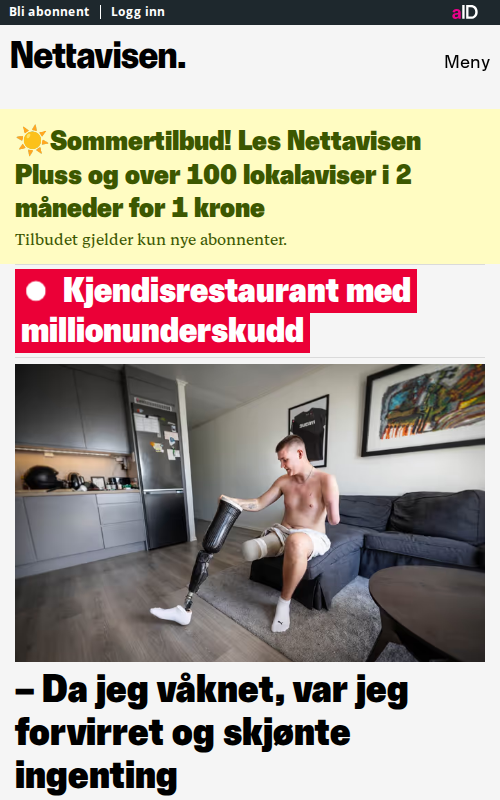 Bli abonnent
Logg inn
aID
Nettavisen.
Meny
Sommertilbud! Les Nettavisen
Pluss og over 100 lokalaviser i 2
måneder for 1 krone
Tilbudet gjelder kun nye abonnenter.
Kjendisrestaurant med
millionunderskudd
DUCATI
– Da jeg våknet, var jeg
forvirret og skjønte
ingenting